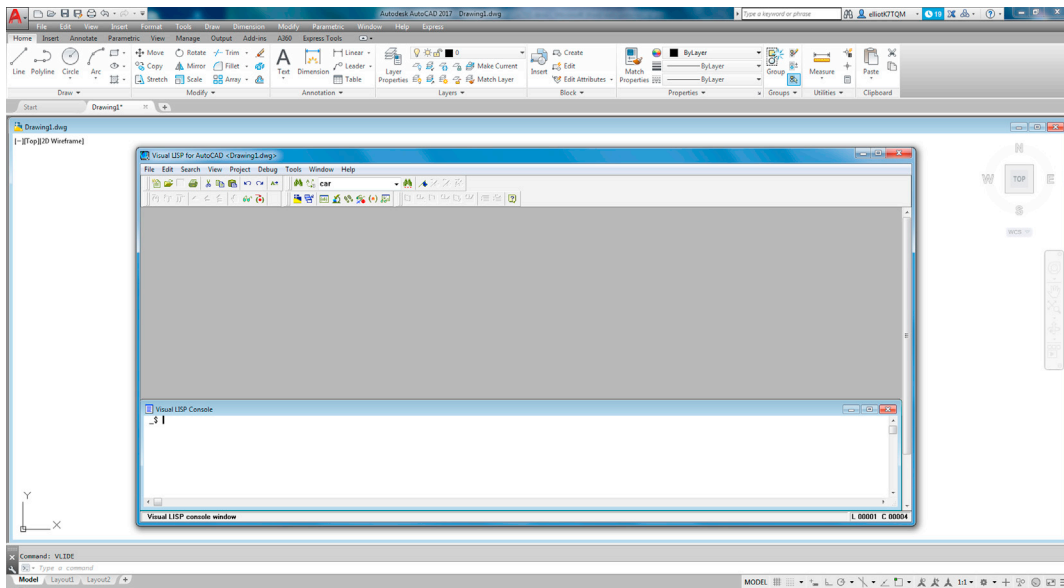 Autodesk AutoCAD 2017 Drawing1.dwg
Type a keyword or phrase
elliotK7TQM
19
File Edit View Insert Format Tools Draw Dimension Modify Parametric Window Help Express
Home Insert Annotate Parametric View Manage Output Add-ins A360 Express Tools
Line Polyline Circle Arc
Move Rotate Trim
Copy Mirror Fillet
Stretch Scale Array
Text Dimension
Linear
Leader
Table
Layer
Properties
0
Make Current
Match Layer
Insert
Create
Edit
Edit Attributes
Match
Properties
ByLayer
ByLayer
ByLayer
Group
Measure
Paste
Draw Modify Annotation Layers Block Properties Groups Utilities Clipboard
Start Drawing1*
Drawing1.dwg
[−][Top][2D Wireframe]
N
W TOP E
S
WCS
Visual LISP for AutoCAD <Drawing1.dwg>
File Edit Search View Project Debug Tools Window Help
car
Visual LISP Console
_$
Visual LISP console window L 00001 C 00004
Y
X
Command: VLIDE
Type a command
Model Layout1 Layout2 +
MODEL 1:1